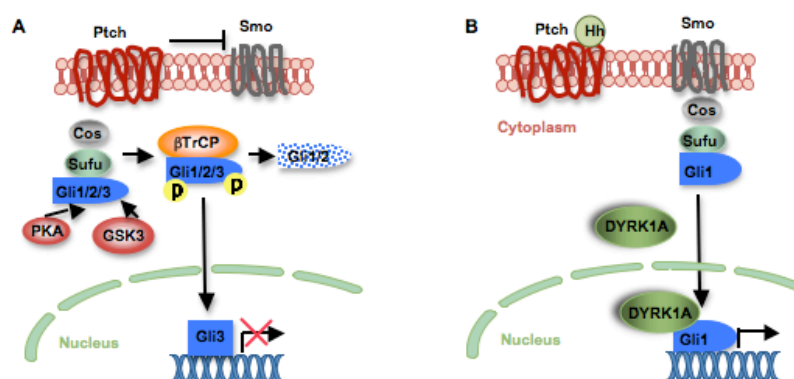 A
Ptch
Smo
Cos
Sufu
Gli1/2/3
PKA
GSK3
βTrCP
Gli1/2/3
p
p
Gli1/2
Nucleus
Gli3
B
Ptch
Hh
Smo
Cytoplasm
Cos
Sufu
Gli1
DYRK1A
DYRK1A
Nucleus
Gli1